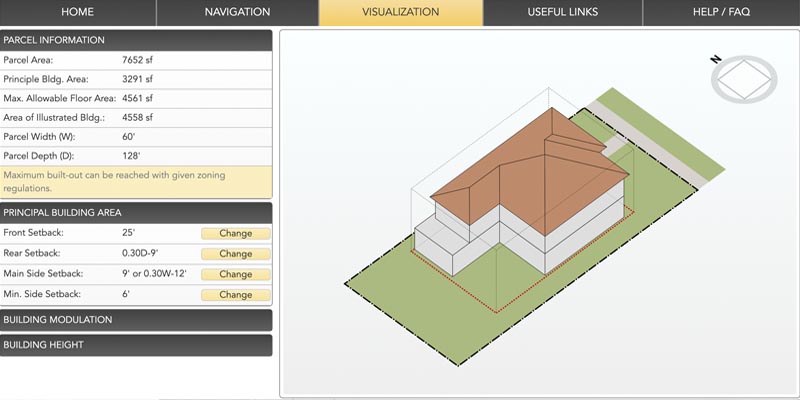 HOME NAVIGATION VISUALIZATION USEFUL LINKS HELP / FAQ
PARCEL INFORMATION
Parcel Area: 7652 sf
Principle Bldg. Area: 3291 sf
Max. Allowable Floor Area: 4561 sf
Area of Illustrated Bldg.: 4558 sf
Parcel Width (W): 60'
Parcel Depth (D): 128'
Maximum built-out can be reached with given zoning
regulations.
PRINCIPAL BUILDING AREA
Front Setback: 25' Change
Rear Setback: 0.30D-9' Change
Main Side Setback: 9' or 0.30W-12' Change
Min. Side Setback: 6' Change
BUILDING MODULATION
BUILDING HEIGHT
N